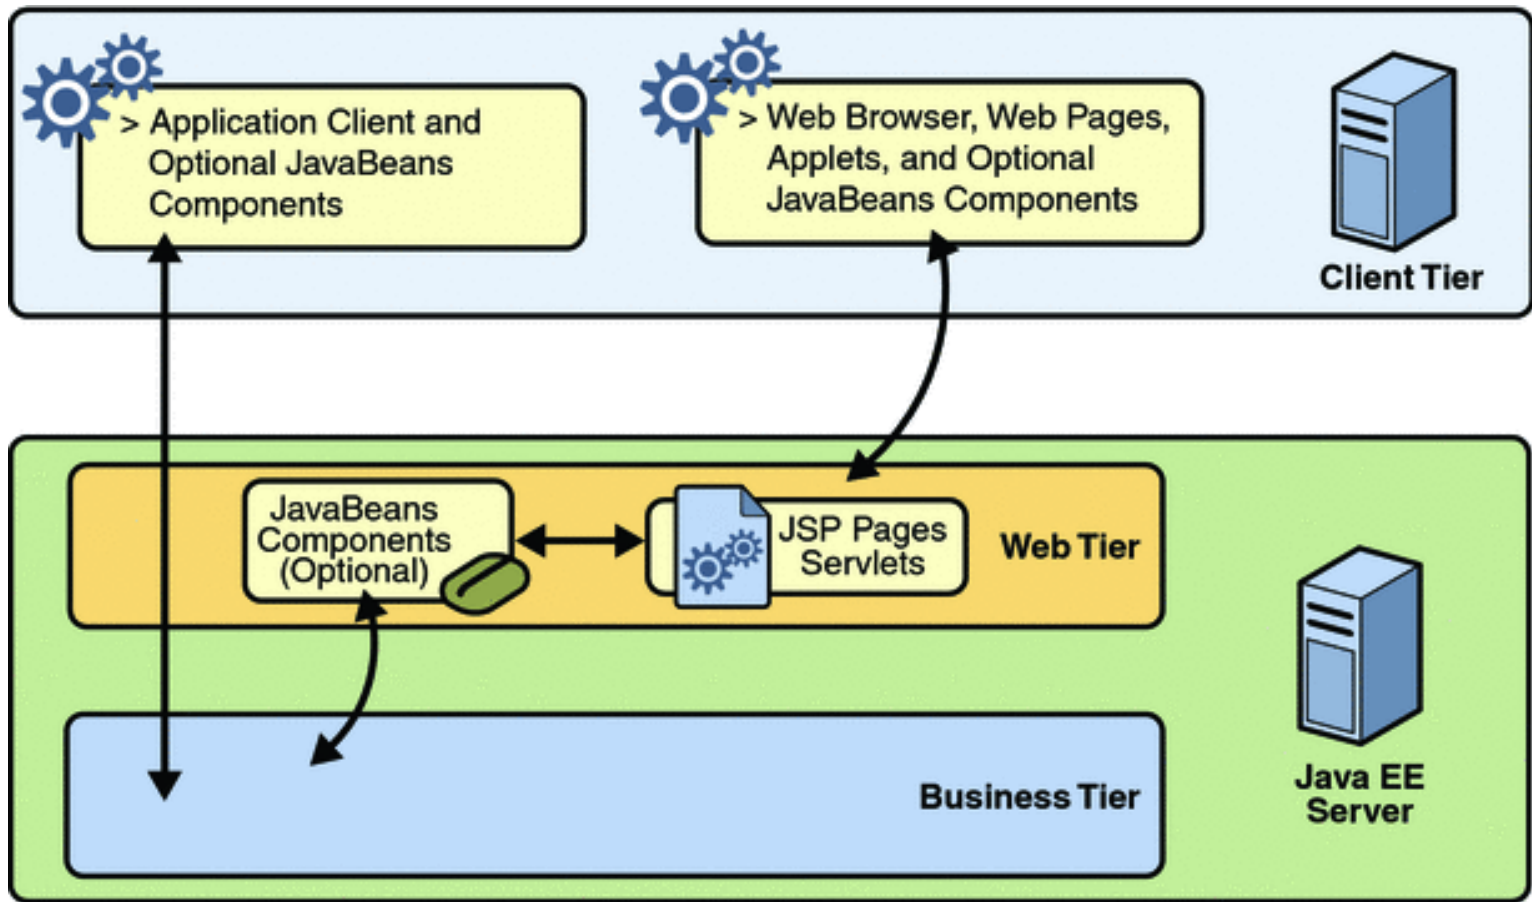 > Application Client and
Optional JavaBeans
Components
> Web Browser, Web Pages,
Applets, and Optional
JavaBeans Components
Client Tier
JavaBeans
Components
(Optional)
JSP Pages
Servlets
Web Tier
Business Tier
Java EE
Server